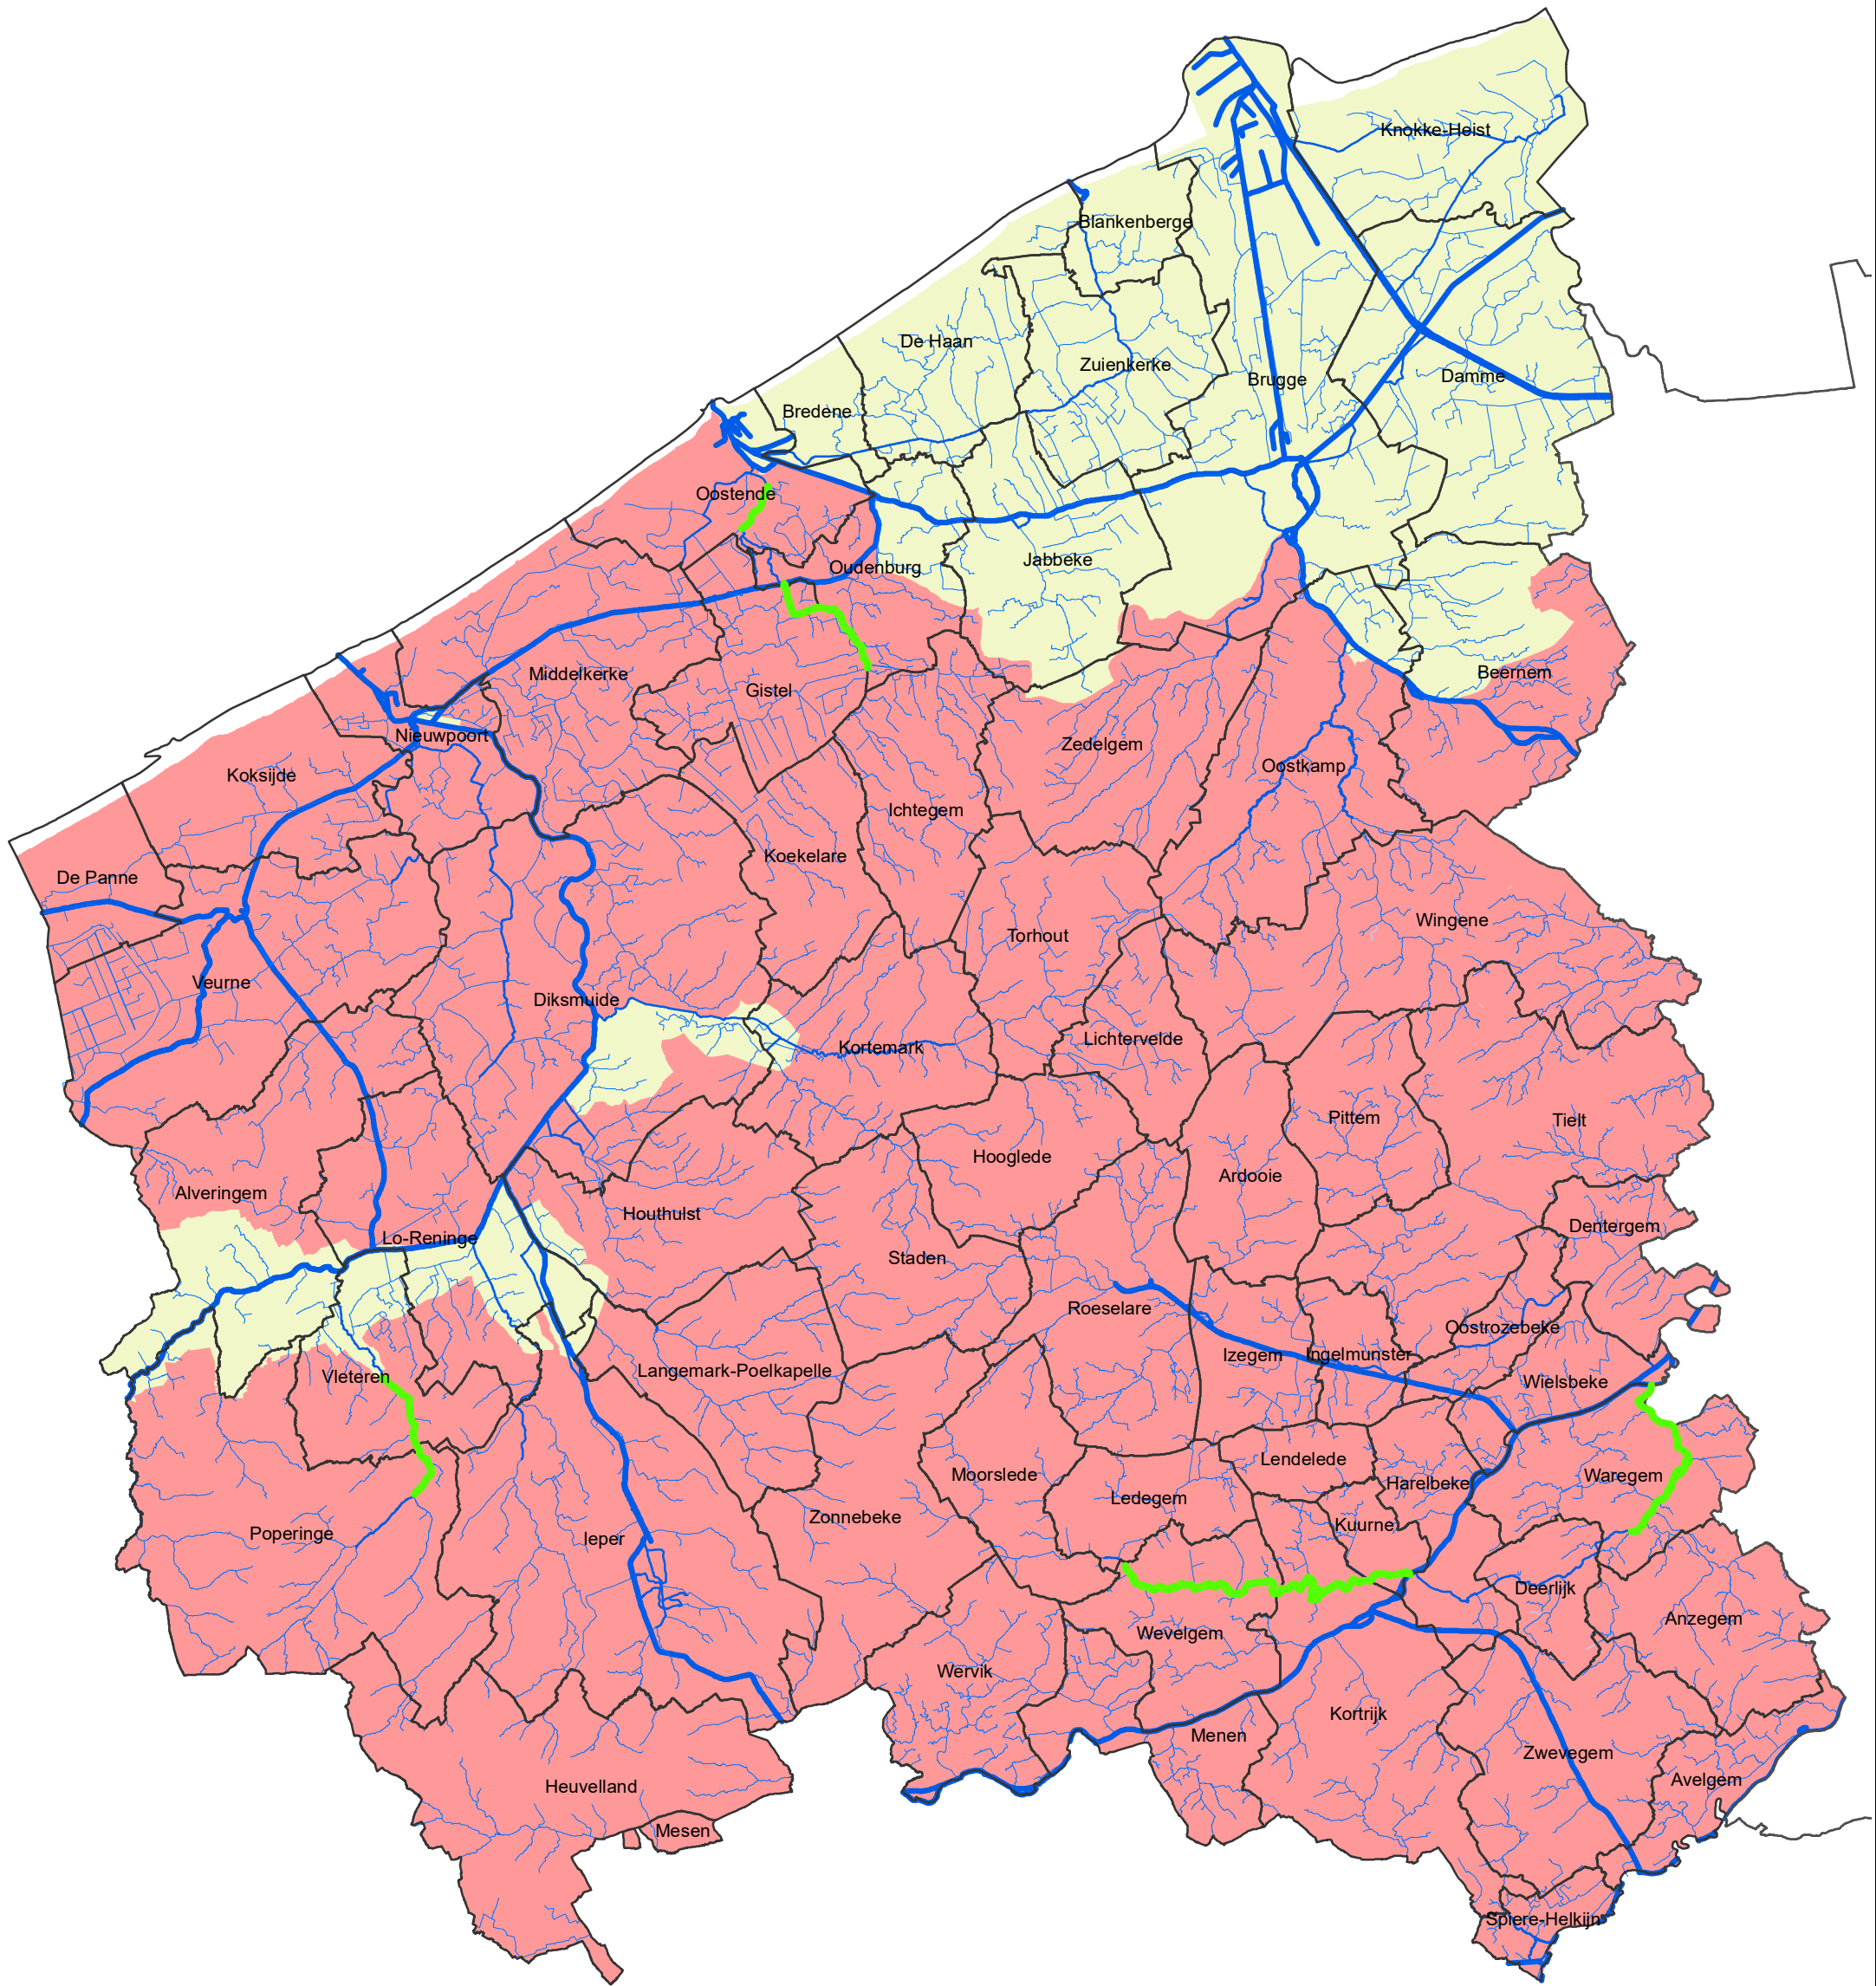 Knokke-Heist
Blankenberge
De Haan
Zuienkerke
Brugge
Damme
Bredene
Oostende
Oudenburg
Jabbeke
Middelkerke
Gistel
Beernem
Nieuwpoort
Zedelgem
Koksijde
Oostkamp
Ichtegem
Koekelare
De Panne
Wingene
Torhout
Veurne
Diksmuide
Kortemark
Lichtervelde
Pittem
Tielt
Hooglede
Ardooie
Alveringem
Houthulst
Dentergem
Lo-Reninge
Staden
Roeselare
Oostrozebeke
Izegem
Ingelmunster
Langemark-Poelkapelle
Vleteren
Wielsbeke
Lendelede
Moorslede
Waregem
Harelbeke
Ledegem
Zonnebeke
Kuurne
Poperinge
Ieper
Deerlijk
Anzegem
Wevelgem
Wervik
Kortrijk
Menen
Zwevegem
Avelgem
Heuvelland
Mesen
Spiere-Helkijn